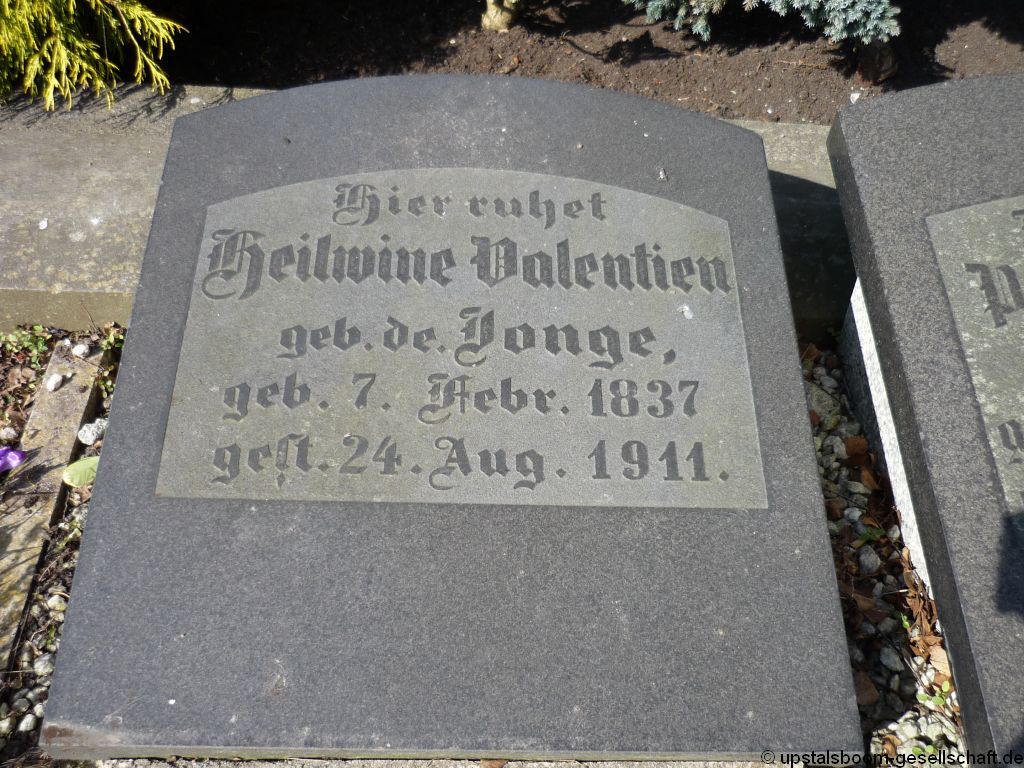 Hier ruhet
Heilwine Valentien
geb. de. Jonge,
geb. 7. Febr. 1837
gest. 24. Aug. 1911.
© upstalsboom-gesellschaft.de